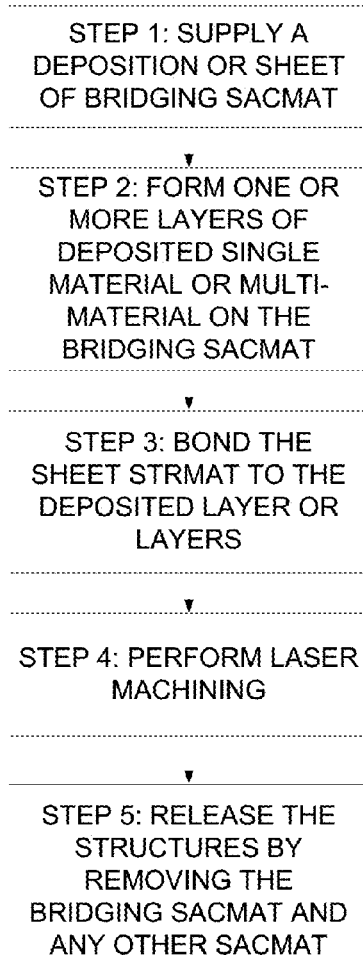 STEP 1: SUPPLY A
DEPOSITION OR SHEET
OF BRIDGING SACMAT
STEP 2: FORM ONE OR
MORE LAYERS OF
DEPOSITED SINGLE
MATERIAL OR MULTI-
MATERIAL ON THE
BRIDGING SACMAT
STEP 3: BOND THE
SHEET STRMAT TO THE
DEPOSITED LAYER OR
LAYERS
STEP 4: PERFORM LASER
MACHINING
STEP 5: RELEASE THE
STRUCTURES BY
REMOVING THE
BRIDGING SACMAT AND
ANY OTHER SACMAT